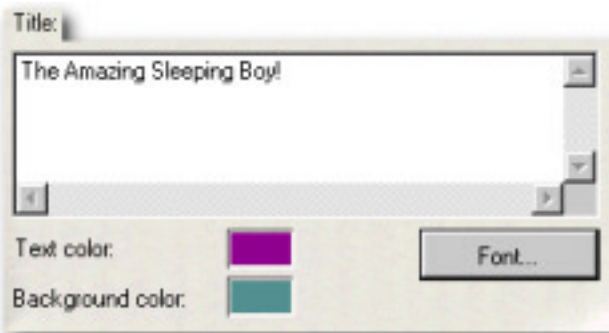 Title:
The Amazing Sleeping Boy!
Text color:
Font...
Background color: